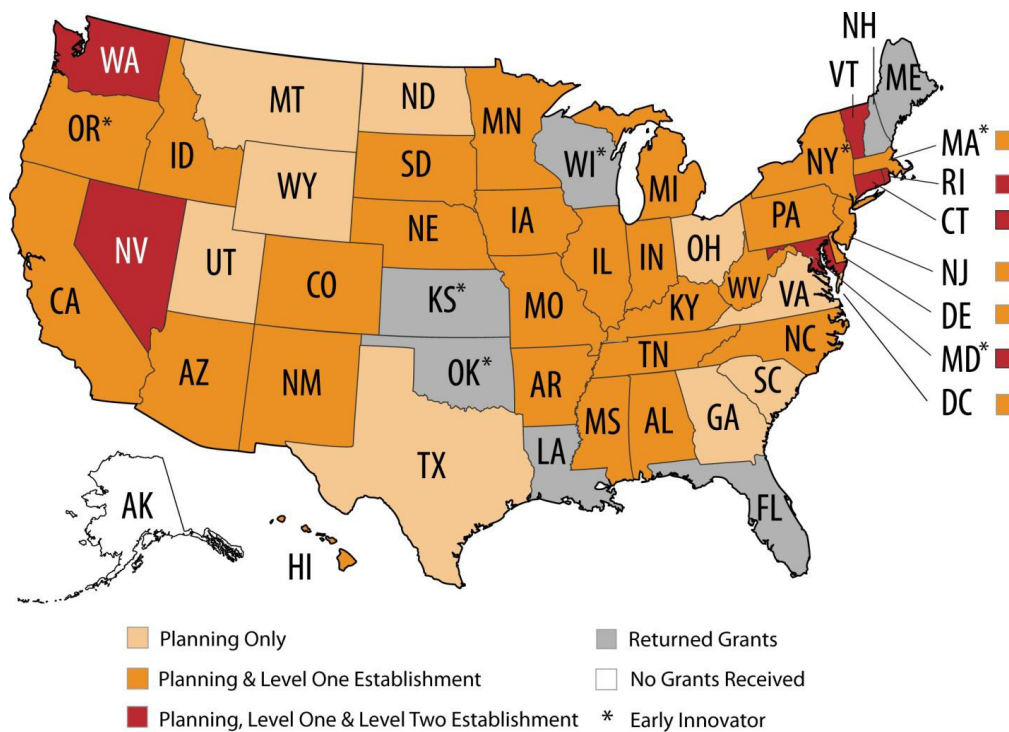 NH
WA
VT
ME
MT
ND
MN
OR*
MA*
ID
SD
WI*
NY*
RI
WY
MI
CT
PA
IA
NE
NV
OH
NJ
UT
IL
IN
CO
WV
DE
CA
KS*
MO
VA
KY
MD*
NC
TN
AZ
OK*
NM
AR
SC
DC
MS
AL
GA
LA
TX
AK
FL
HI
Planning Only
Returned Grants
Planning & Level One Establishment
No Grants Received
Planning, Level One & Level Two Establishment
* Early Innovator